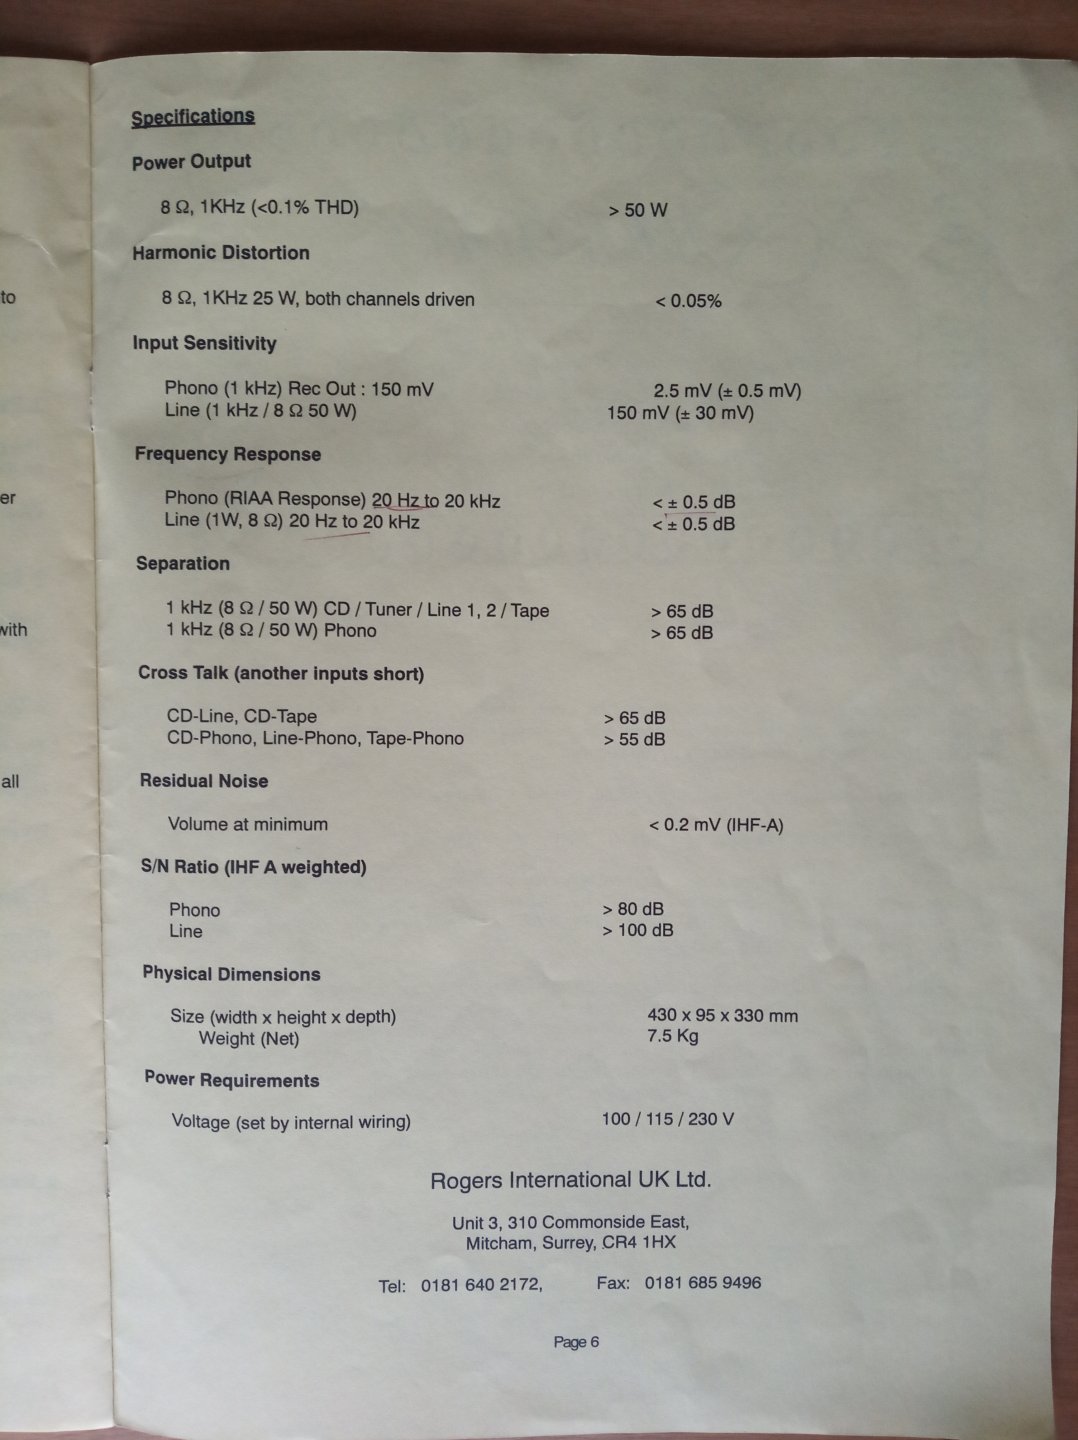 to
er
with
all
Specifications
Power Output
8 Ω, 1KHz (<0.1% THD) > 50 W
Harmonic Distortion
8 Ω, 1KHz 25 W, both channels driven < 0.05%
Input Sensitivity
Phono (1 kHz) Rec Out : 150 mV 2.5 mV (± 0.5 mV)
Line (1 kHz / 8 Ω 50 W) 150 mV (± 30 mV)
Frequency Response
Phono (RIAA Response) 20 Hz to 20 kHz < ± 0.5 dB
Line (1W, 8 Ω) 20 Hz to 20 kHz < ± 0.5 dB
Separation
1 kHz (8 Ω / 50 W) CD / Tuner / Line 1, 2 / Tape > 65 dB
1 kHz (8 Ω / 50 W) Phono > 65 dB
Cross Talk (another inputs short)
CD-Line, CD-Tape > 65 dB
CD-Phono, Line-Phono, Tape-Phono > 55 dB
Residual Noise
Volume at minimum < 0.2 mV (IHF-A)
S/N Ratio (IHF A weighted)
Phono > 80 dB
Line > 100 dB
Physical Dimensions
Size (width x height x depth) 430 x 95 x 330 mm
Weight (Net) 7.5 Kg
Power Requirements
Voltage (set by internal wiring) 100 / 115 / 230 V
Rogers International UK Ltd.
Unit 3, 310 Commonside East,
Mitcham, Surrey, CR4 1HX
Tel: 0181 640 2172, Fax: 0181 685 9496
Page 6